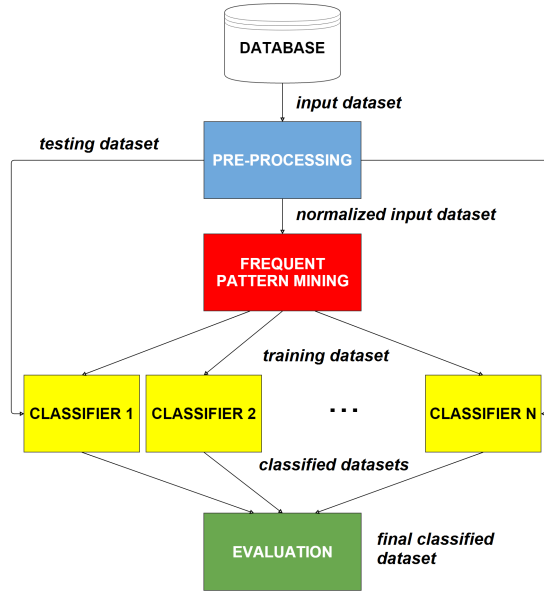 DATABASE
input dataset
testing dataset
PRE-PROCESSING
normalized input dataset
FREQUENT
PATTERN MINING
training dataset
CLASSIFIER 1
CLASSIFIER 2
...
CLASSIFIER N
classified datasets
EVALUATION
final classified
dataset